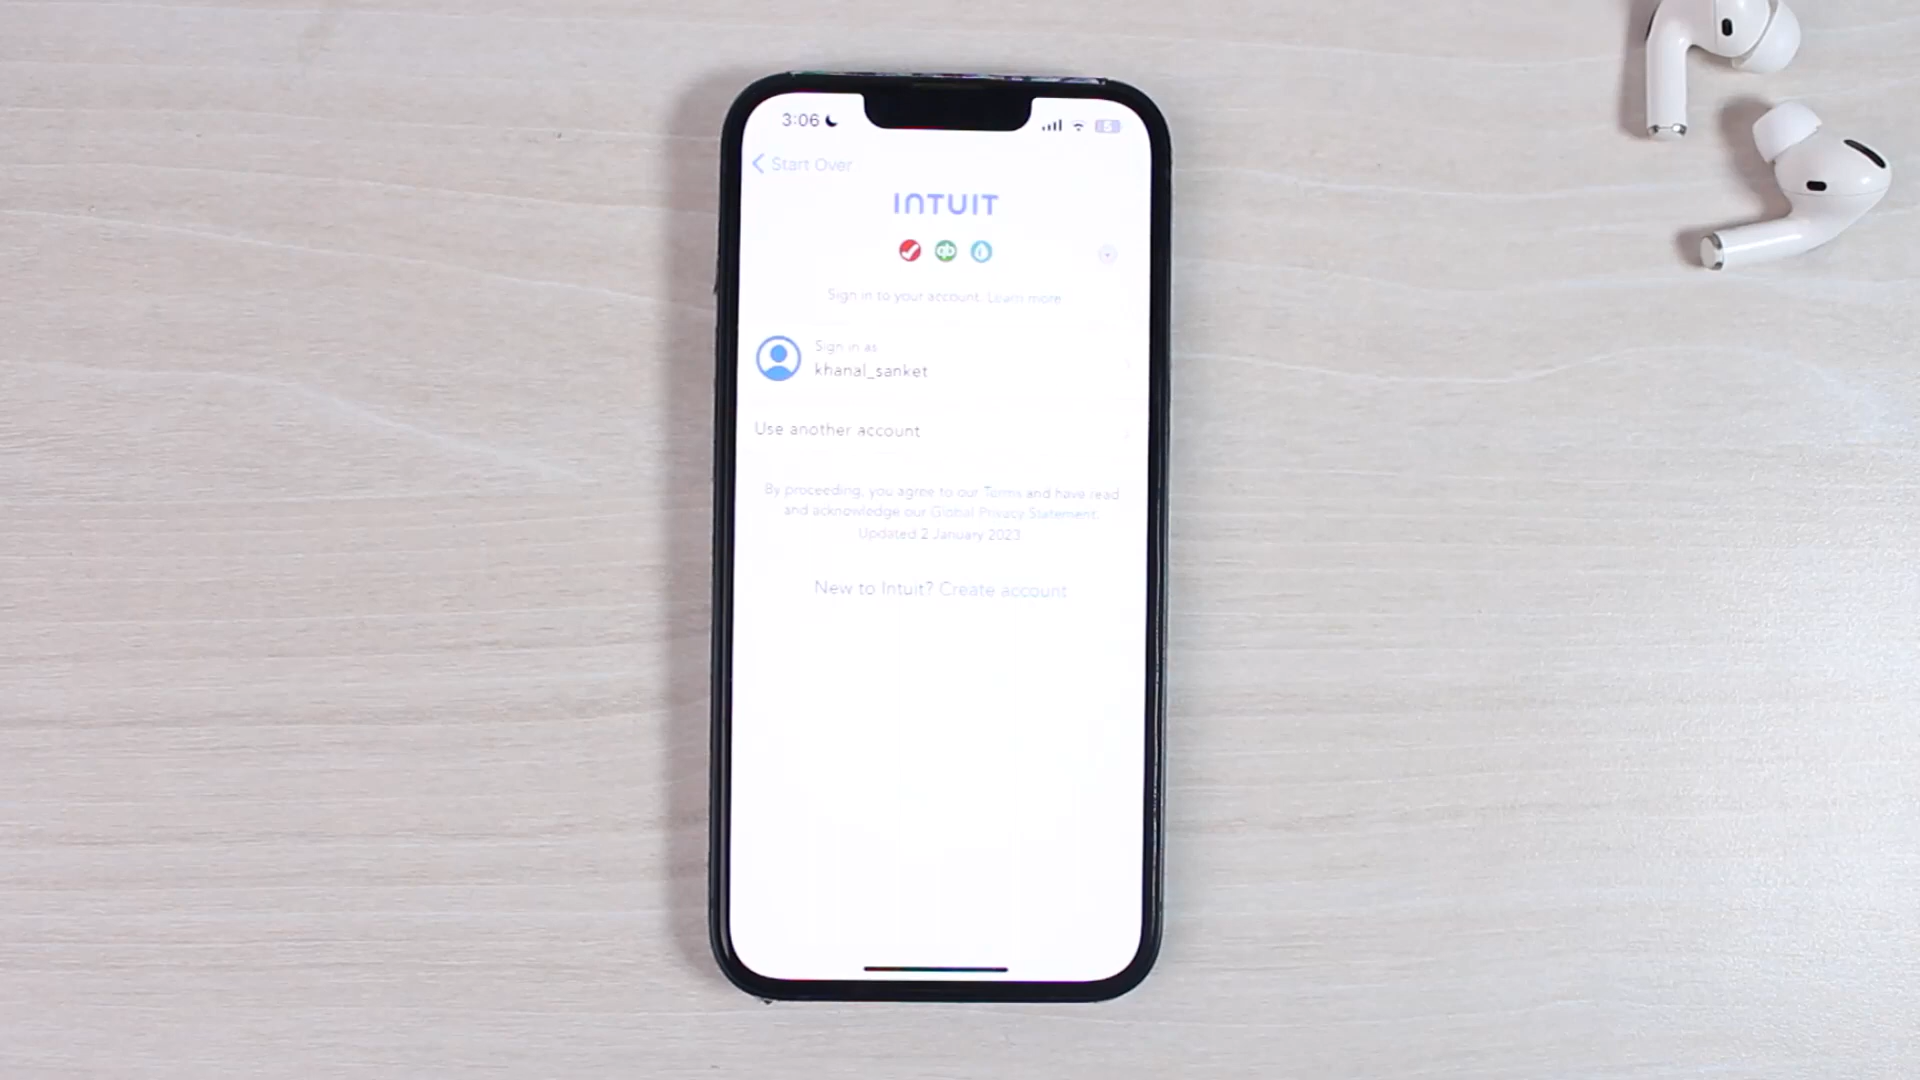 3:06
Start Over
INTUIT
qb
Sign in to your account. Learn more
Sign in as
khanal_sanket
Use another account
By proceeding, you agree to our Terms and have read
and acknowledge our Global Privacy Statement.
Updated 2 January 2023
New to Intuit? Create account